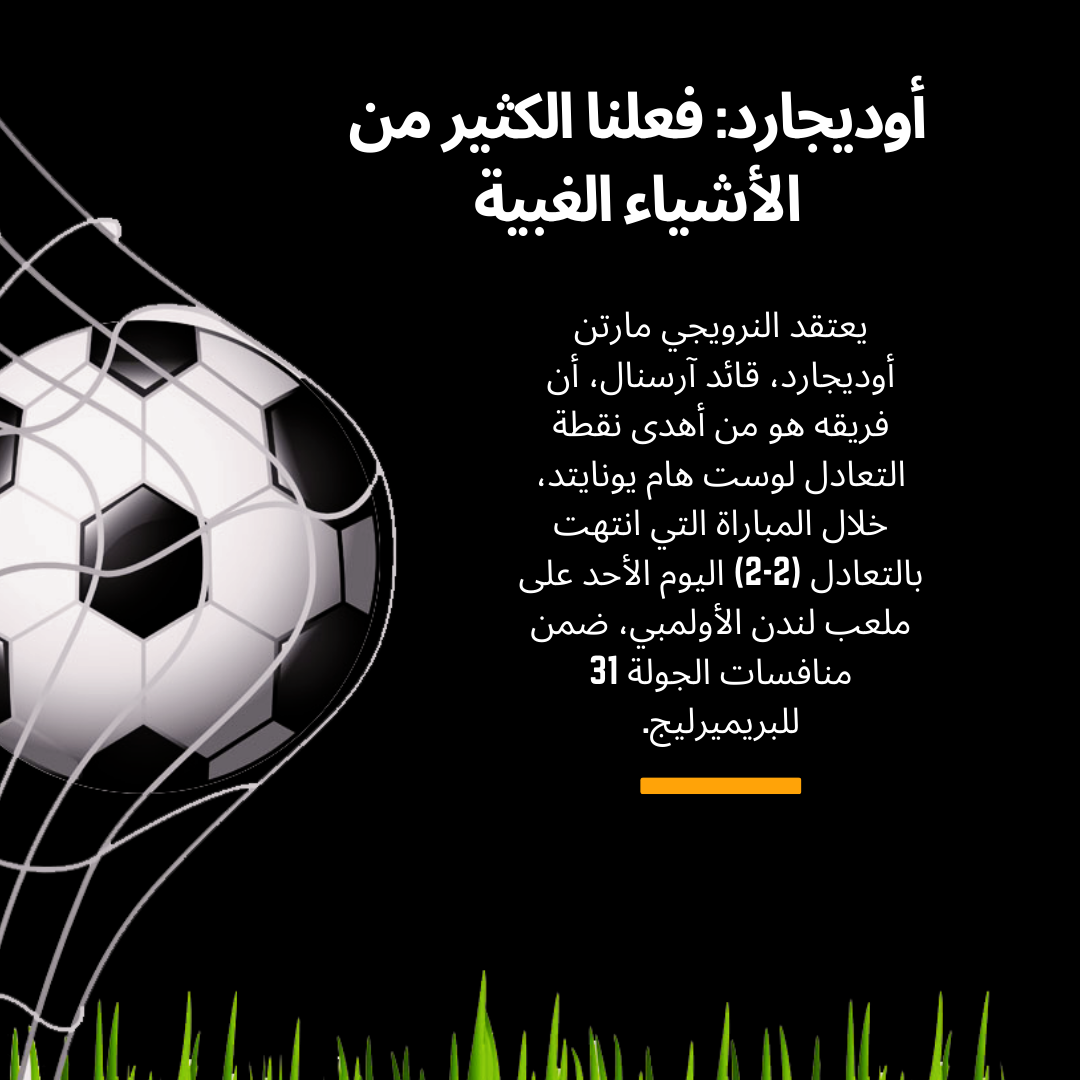 أوديجارد: فعلنا الكثير من
الأشياء الغبية
يعتقد النرويجي مارتن
أوديجارد، قائد آرسنال، أن
فريقه هو من أهدى نقطة
التعادل لوست هام يونايتد،
خلال المباراة التي انتهت
بالتعادل (2-2) اليوم الأحد على
ملعب لندن الأولمبي، ضمن
منافسات الجولة 31
للبريميرليج.